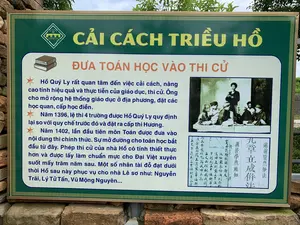 CẢI CÁCH TRIỀU HỒ
ĐƯA TOÁN HỌC VÀO THI CỬ
Hồ Quý Ly rất quan tâm đến việc cải cách, nâng
cao tính hiệu quả và thực tiễn của giáo dục, thi cử. Ông
cho mở rộng hệ thống giáo dục ở địa phương, đặt các
học quan, cấp học điền.
Năm 1396, lệ thi 4 trường được Hồ Quý Ly quy định
lại so với quy chế trước đó và đặt ra cấp thi Hương.
Năm 1402, lần đầu tiên môn Toán được đưa vào
nội dung thi chính thức. Sự mở đường cho toán học bắt
đầu từ đây. Phép thi cử của nhà Hồ có tính thiết thực
hơn và được lấy làm chuẩn mực cho Đại Việt xuyên
suốt mấy trăm năm sau. Một số nhân tài đỗ đạt dưới
thời Hồ sau này phục vụ cho nhà Lê sơ như: Nguyễn
Trãi, Lý Tử Tấn, Vũ Mộng Nguyên...